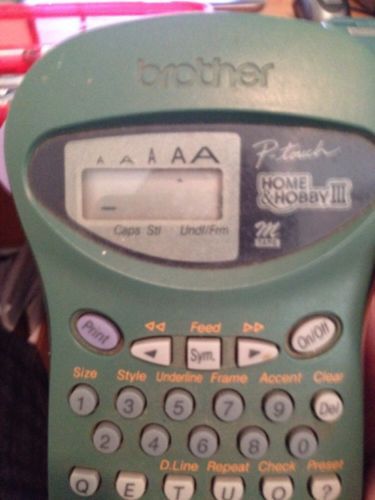 brother
A A A A A
P-touch
HOME
& HOBBY III
Caps Stl Undl/Frm
M
TAPE
Print Feed On/Off
Sym.
Size Style Underline Frame Accent Clear
1 3 5 7 9 Del
2 4 6 8 0
D.Line Repeat Check Preset
Q E T U O ?